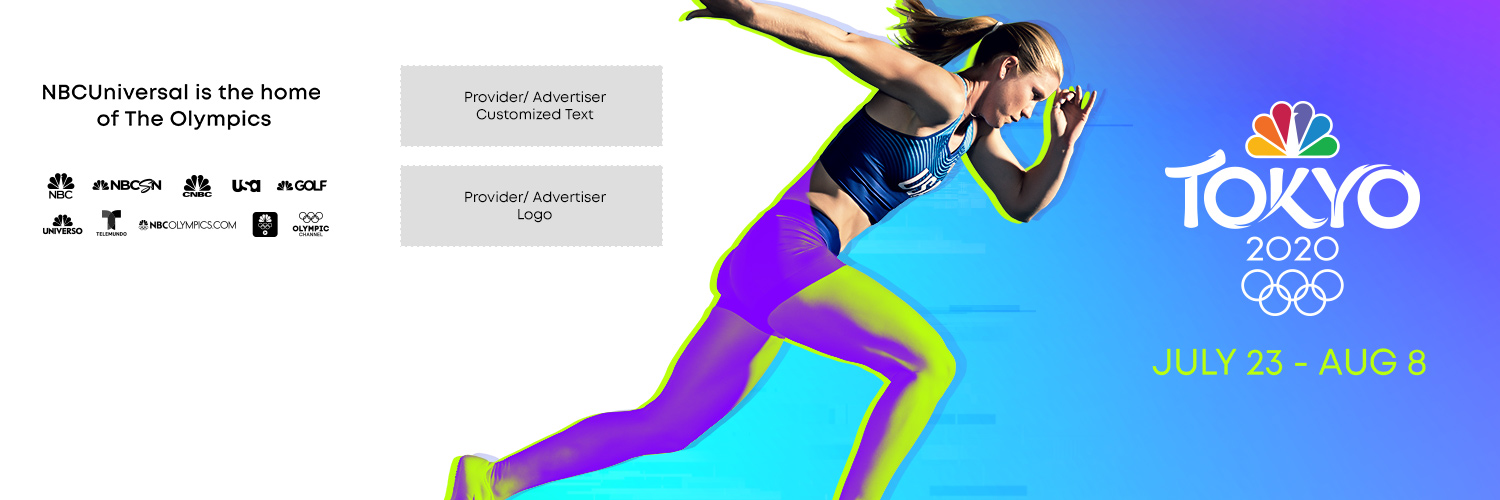 NBCUniversal is the home
of The Olympics
NBC
NBCSN
CNBC
USA
GOLF
UNIVERSO
TELEMUNDO
NBCOLYMPICS.COM
OLYMPIC
CHANNEL
Provider/ Advertiser
Customized Text
Provider/ Advertiser
Logo
TOKYO
2020
JULY 23 - AUG 8